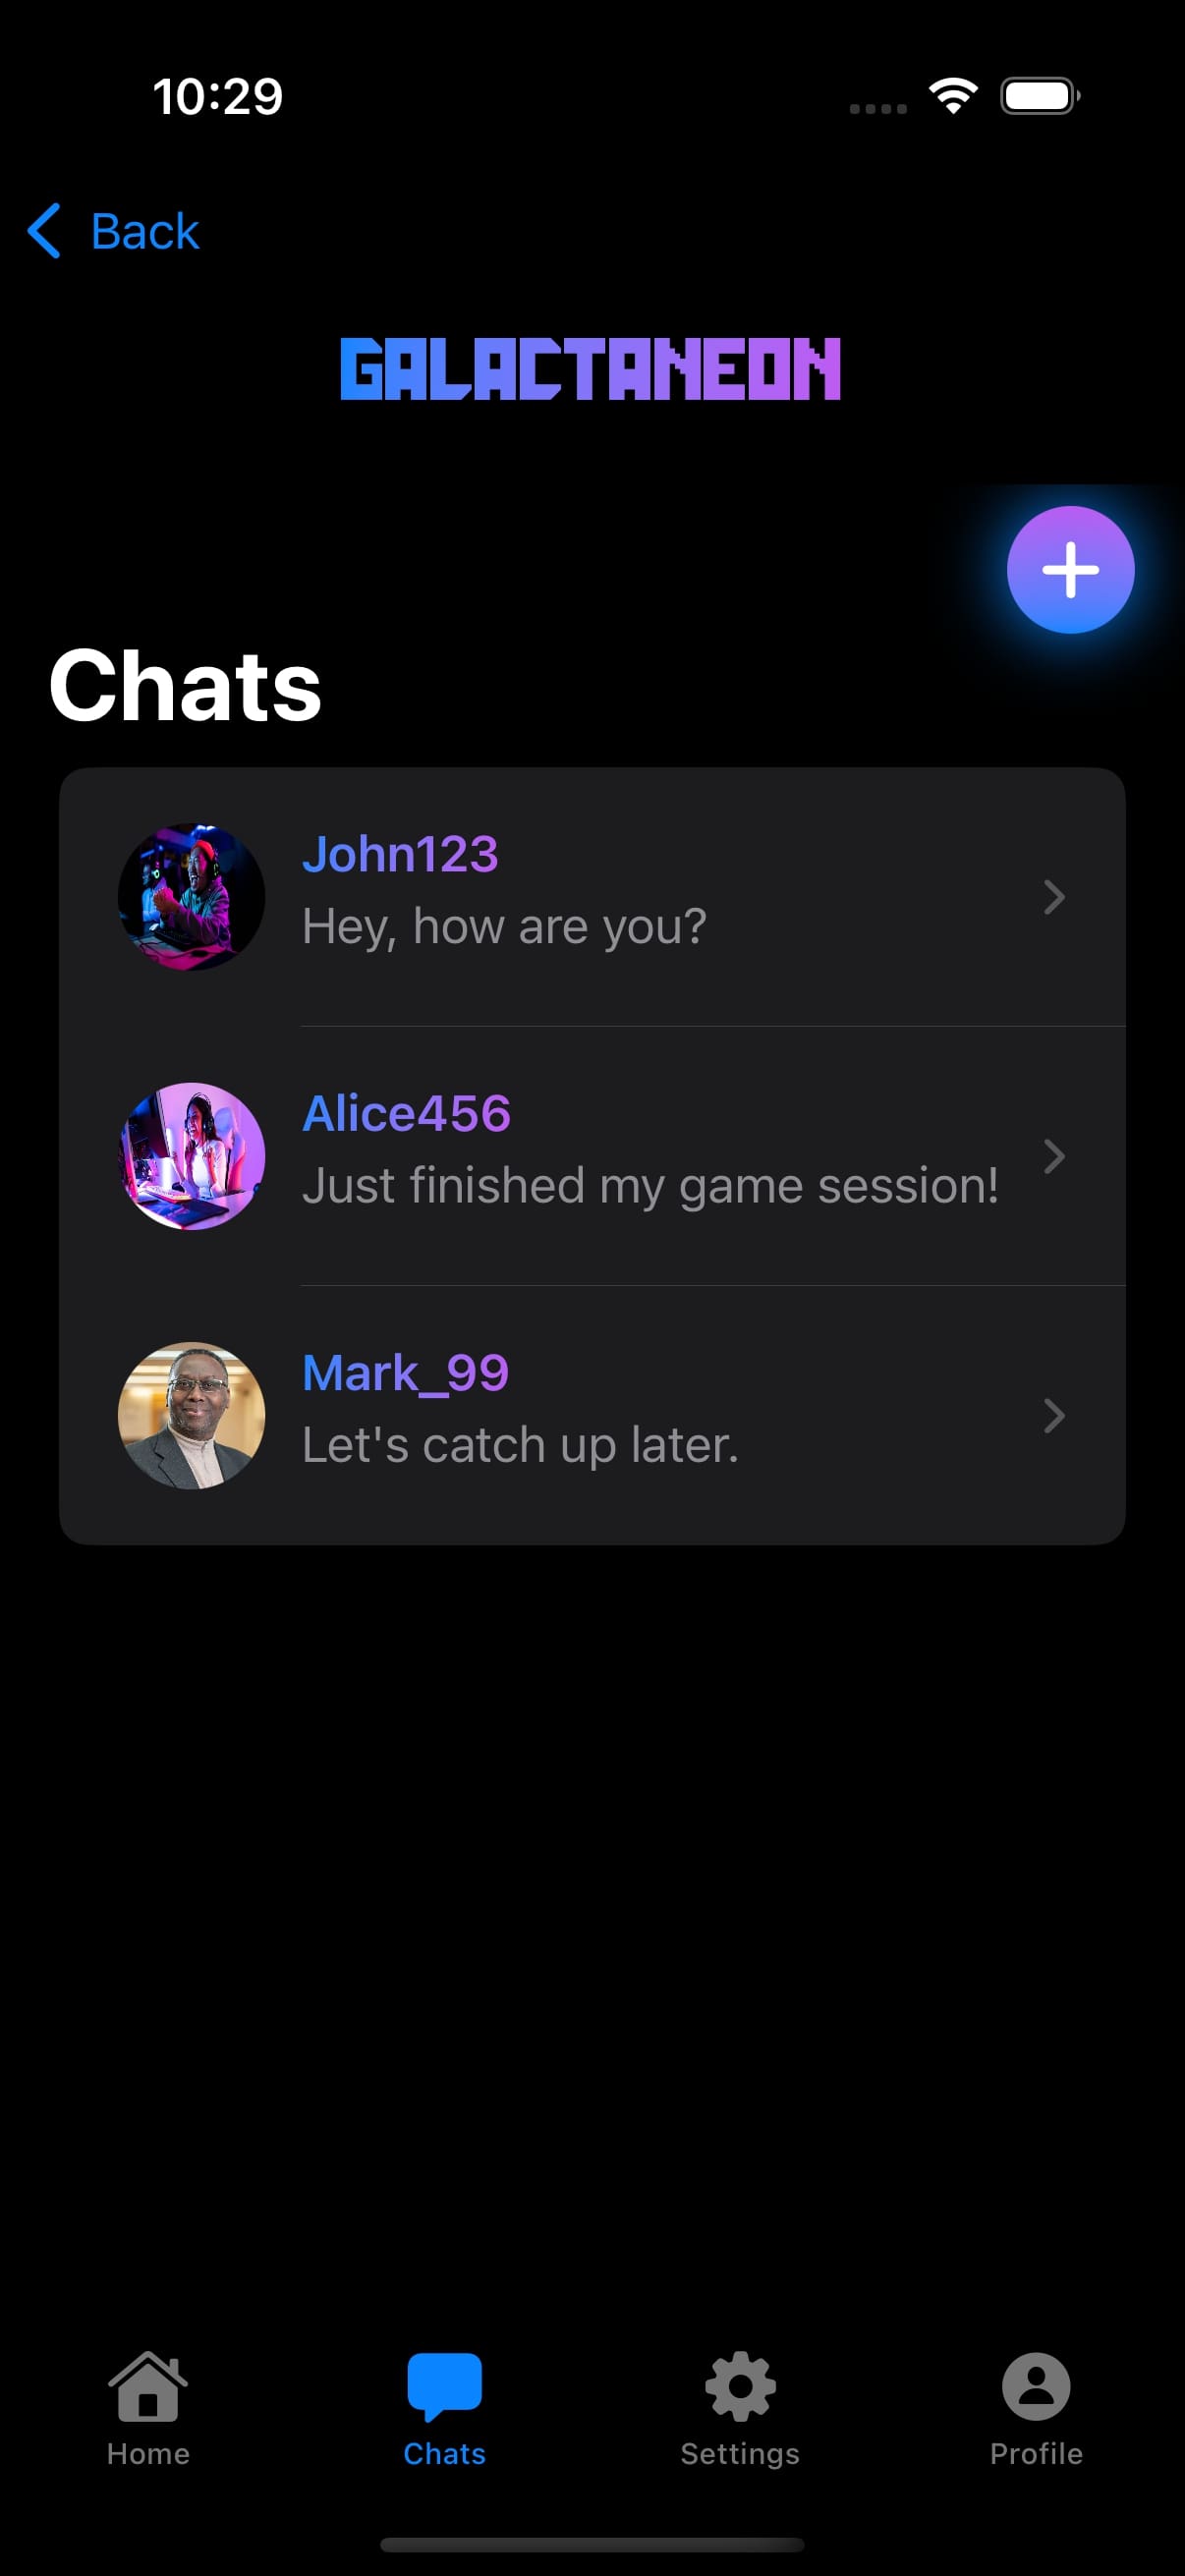 10:29
Back
GALACTANEON
Chats
John123
Hey, how are you?
Alice456
Just finished my game session!
Mark_99
Let's catch up later.
Home
Chats
Settings
Profile